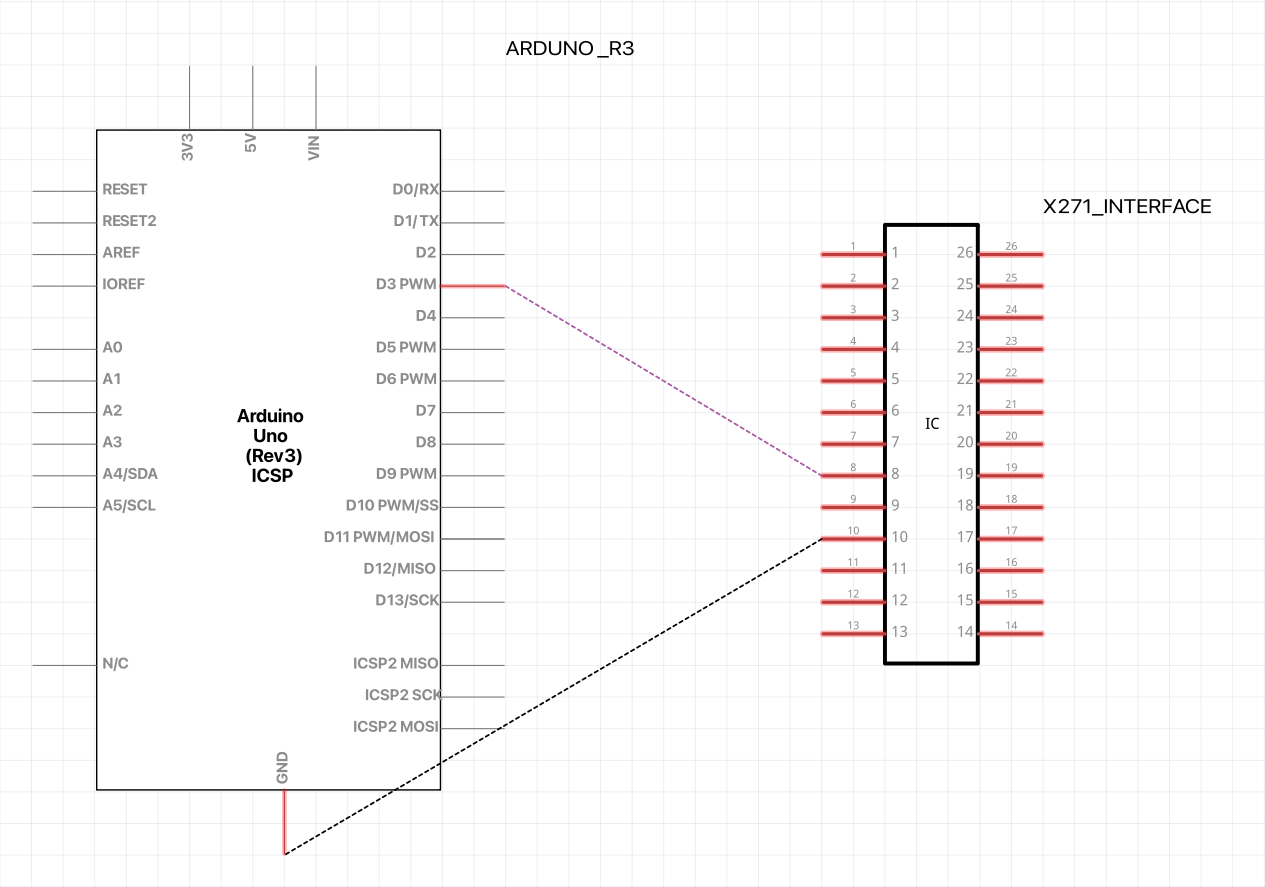 ARDUNO_R3
3V3
5V
VIN
RESET
RESET2
AREF
IOREF
A0
A1
A2
A3
A4/SDA
A5/SCL
N/C
Arduino
Uno
(Rev3)
ICSP
D0/RX
D1/TX
D2
D3 PWM
D4
D5 PWM
D6 PWM
D7
D8
D9 PWM
D10 PWM/SS
D11 PWM/MOSI
D12/MISO
D13/SCK
ICSP2 MISO
ICSP2 SCK
ICSP2 MOSI
GND
X271_INTERFACE
1 1 26 26
2 2 25 25
3 3 24 24
4 4 23 23
5 5 22 22
6 6 21 21
IC
7 7 20 20
8 8 19 19
9 9 18 18
10 10 17 17
11 11 16 16
12 12 15 15
13 13 14 14